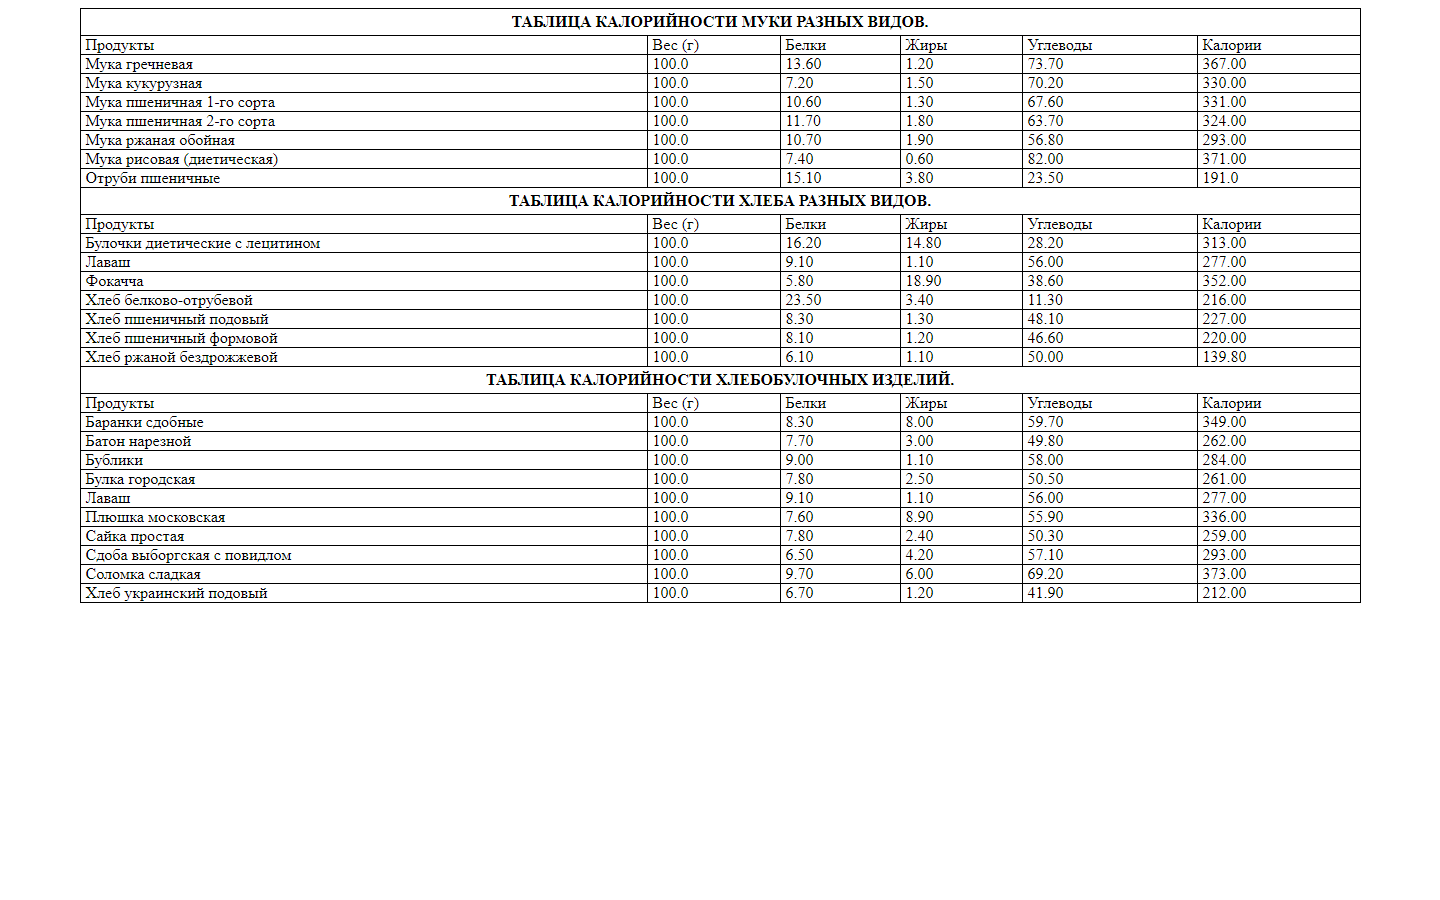 ТАБЛИЦА КАЛОРИЙНОСТИ МУКИ РАЗНЫХ ВИДОВ.
Продукты Вес (г) Белки Жиры Углеводы Калории
Мука гречневая 100.0 13.60 1.20 73.70 367.00
Мука кукурузная 100.0 7.20 1.50 70.20 330.00
Мука пшеничная 1-го сорта 100.0 10.60 1.30 67.60 331.00
Мука пшеничная 2-го сорта 100.0 11.70 1.80 63.70 324.00
Мука ржаная обойная 100.0 10.70 1.90 56.80 293.00
Мука рисовая (диетическая) 100.0 7.40 0.60 82.00 371.00
Отруби пшеничные 100.0 15.10 3.80 23.50 191.0
ТАБЛИЦА КАЛОРИЙНОСТИ ХЛЕБА РАЗНЫХ ВИДОВ.
Продукты Вес (г) Белки Жиры Углеводы Калории
Булочки диетические с лецитином 100.0 16.20 14.80 28.20 313.00
Лаваш 100.0 9.10 1.10 56.00 277.00
Фокачча 100.0 5.80 18.90 38.60 352.00
Хлеб белково-отрубевой 100.0 23.50 3.40 11.30 216.00
Хлеб пшеничный подовый 100.0 8.30 1.30 48.10 227.00
Хлеб пшеничный формовой 100.0 8.10 1.20 46.60 220.00
Хлеб ржаной бездрожжевой 100.0 6.10 1.10 50.00 139.80
ТАБЛИЦА КАЛОРИЙНОСТИ ХЛЕБОБУЛОЧНЫХ ИЗДЕЛИЙ.
Продукты Вес (г) Белки Жиры Углеводы Калории
Баранки сдобные 100.0 8.30 8.00 59.70 349.00
Батон нарезной 100.0 7.70 3.00 49.80 262.00
Бублики 100.0 9.00 1.10 58.00 284.00
Булка городская 100.0 7.80 2.50 50.50 261.00
Лаваш 100.0 9.10 1.10 56.00 277.00
Плюшка московская 100.0 7.60 8.90 55.90 336.00
Сайка простая 100.0 7.80 2.40 50.30 259.00
Сдоба выборгская с повидлом 100.0 6.50 4.20 57.10 293.00
Соломка сладкая 100.0 9.70 6.00 69.20 373.00
Хлеб украинский подовый 100.0 6.70 1.20 41.90 212.00